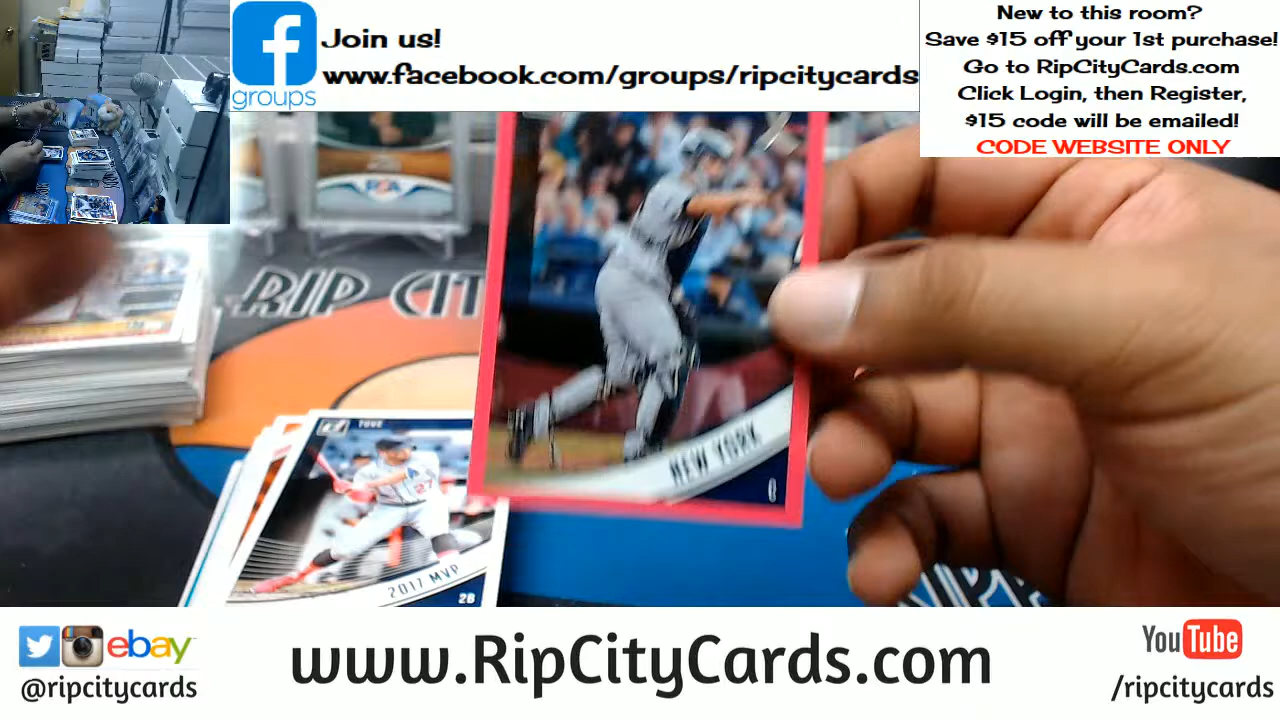 groups
Join us!
www.facebook.com/groups/ripcitycards
New to this room?
Save $15 off your 1st purchase!
Go to RipCityCards.com
Click Login, then Register,
$15 code will be emailed!
CODE WEBSITE ONLY
RIP CIT
TUVE
27
2017 MVP
2B
NEW YORK
ebay
@ripcitycards
www.RipCityCards.com
YouTube
/ripcitycards